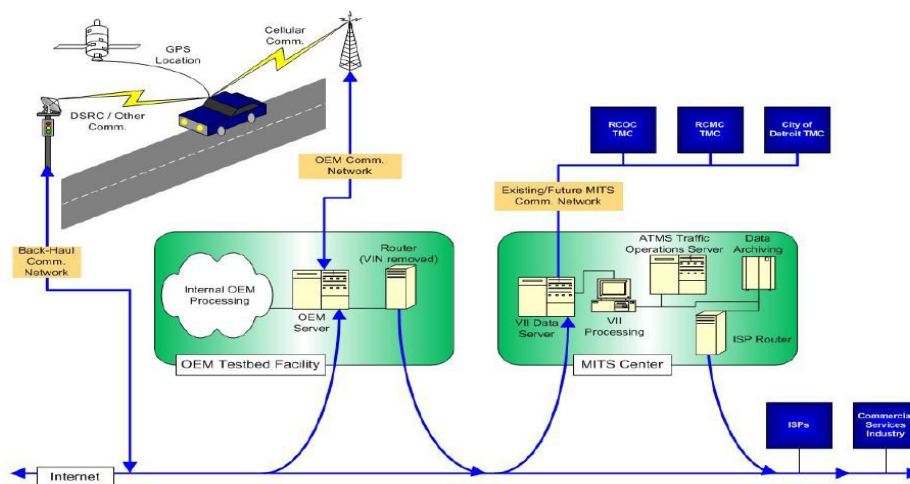 Cellular
Comm.
GPS
Location
DSRC / Other
Comm.
OEM Comm.
Network
RCOC
TMC
RCMC
TMC
City of
Detroit TMC
Existing/Future MITS
Comm. Network
Back-Haul
Comm.
Network
Internal OEM
Processing
OEM
Server
Router
(VIN removed)
OEM Testbed Facility
ATMS Traffic
Operations Server
Data
Archiving
VII Data
Server
VII
Processing
ISP Router
MITS Center
ISPs
Commercial
Services
Industry
Internet